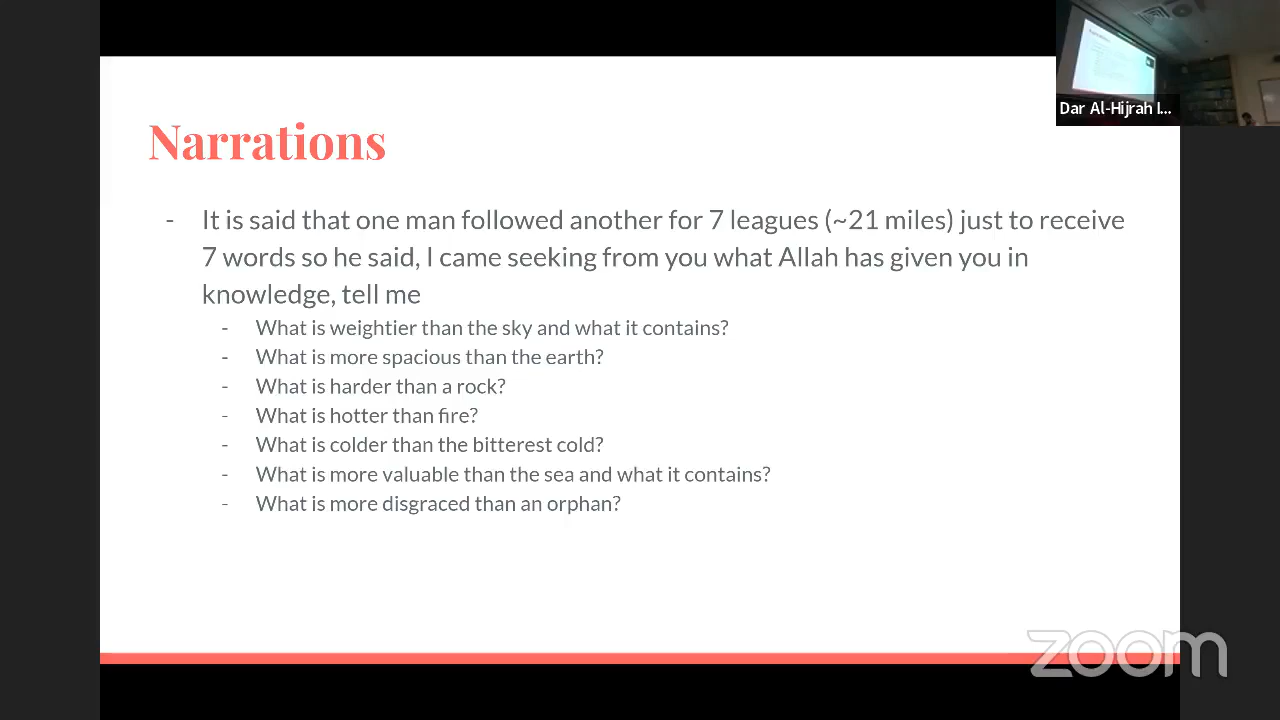 Dar Al-Hijrah I...
Narrations
- It is said that one man followed another for 7 leagues (~21 miles) just to receive
7 words so he said, I came seeking from you what Allah has given you in
knowledge, tell me
- What is weightier than the sky and what it contains?
- What is more spacious than the earth?
- What is harder than a rock?
- What is hotter than fire?
- What is colder than the bitterest cold?
- What is more valuable than the sea and what it contains?
- What is more disgraced than an orphan?
zoom